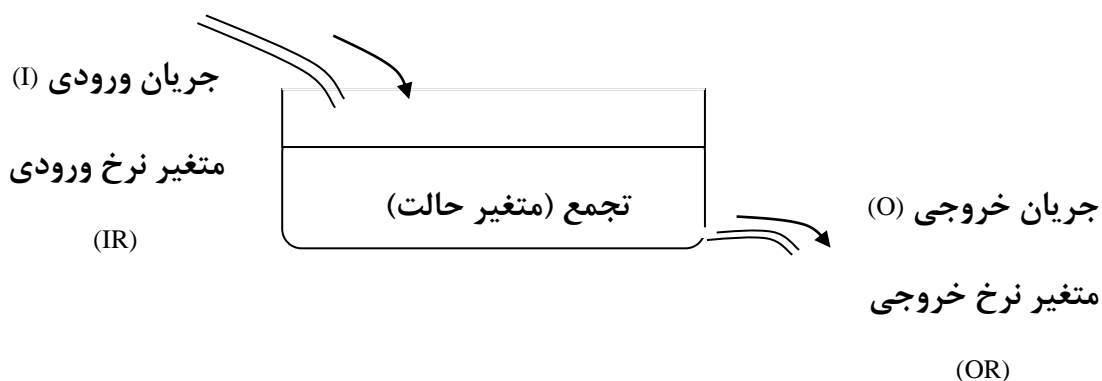 جریان ورودی (I)
متغیر نرخ ورودی
(IR)
تجمع (متغیر حالت)
جریان خروجی (O)
متغیر نرخ خروجی
(OR)